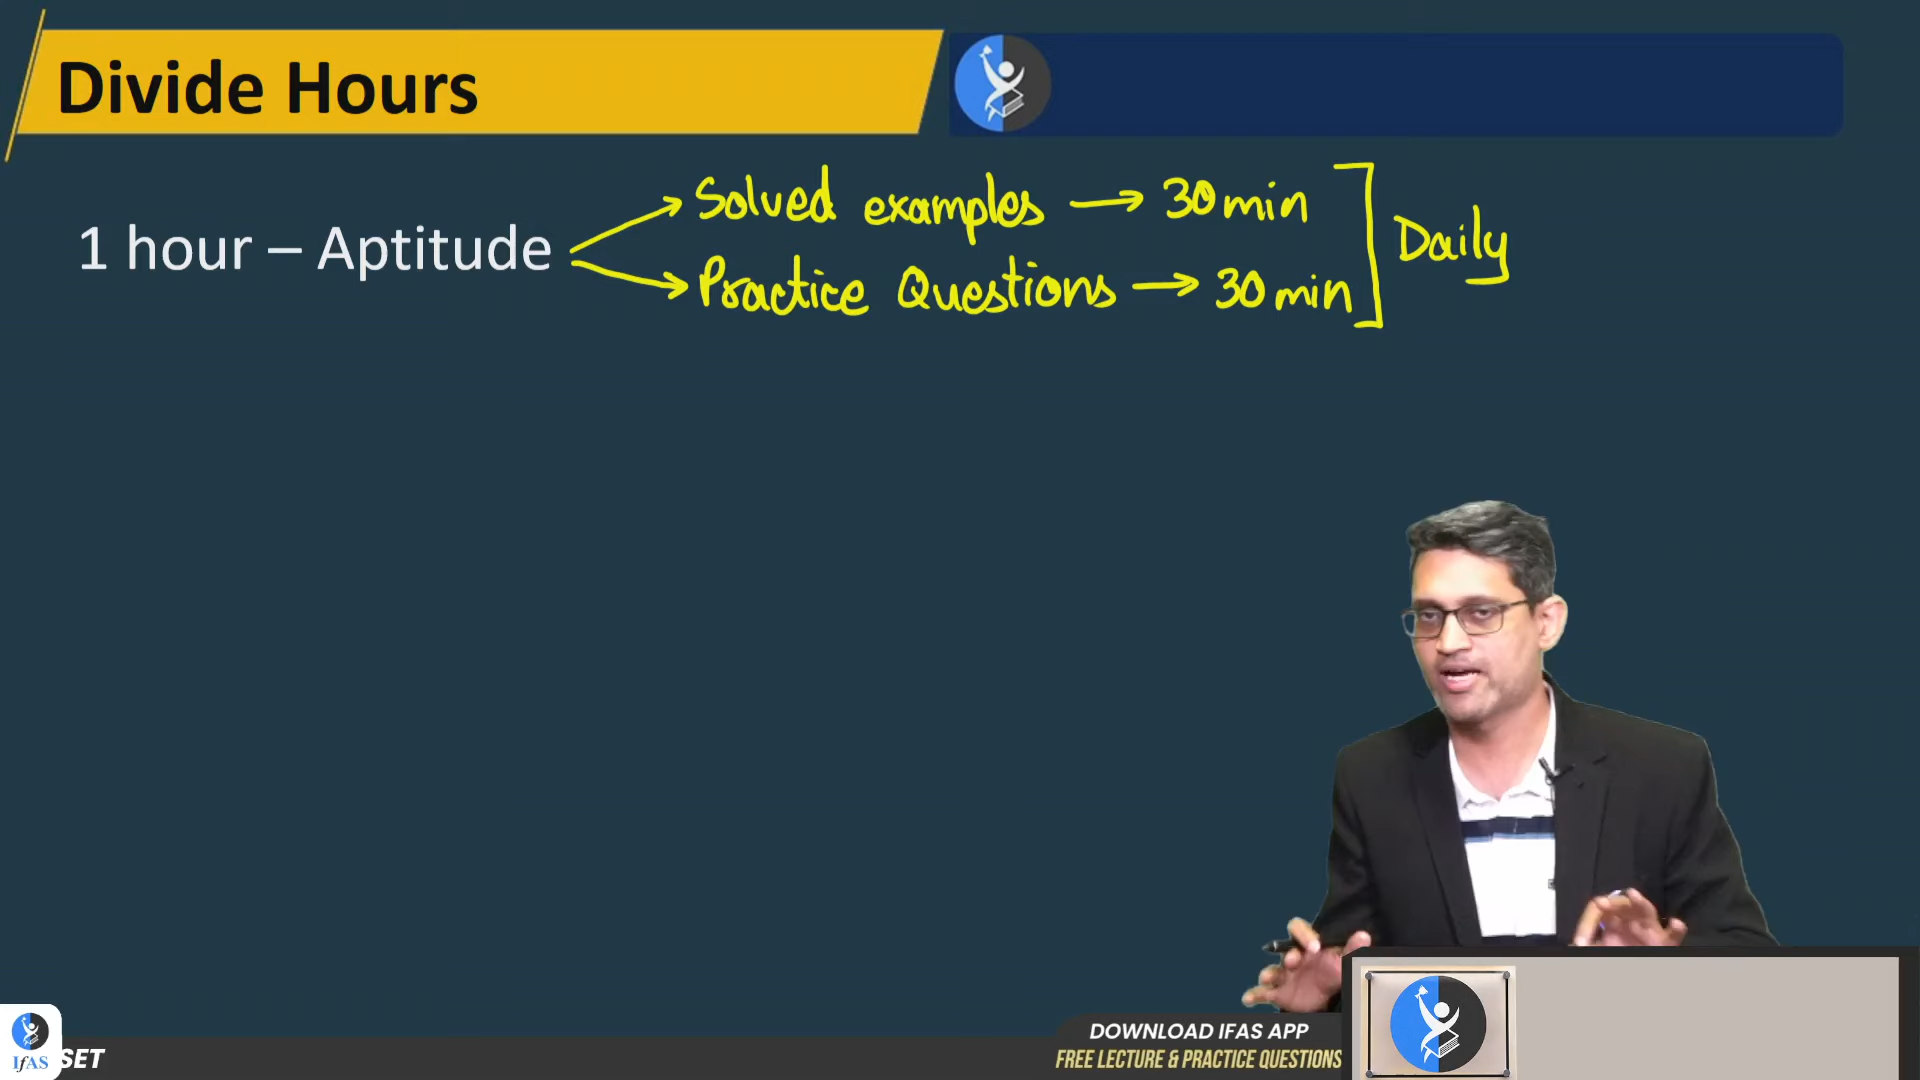 Divide Hours
1 hour – Aptitude
Solved examples → 30 min
Practice Questions → 30 min
Daily
DOWNLOAD IFAS APP
FREE LECTURE & PRACTICE QUESTIONS
IfAS
SET